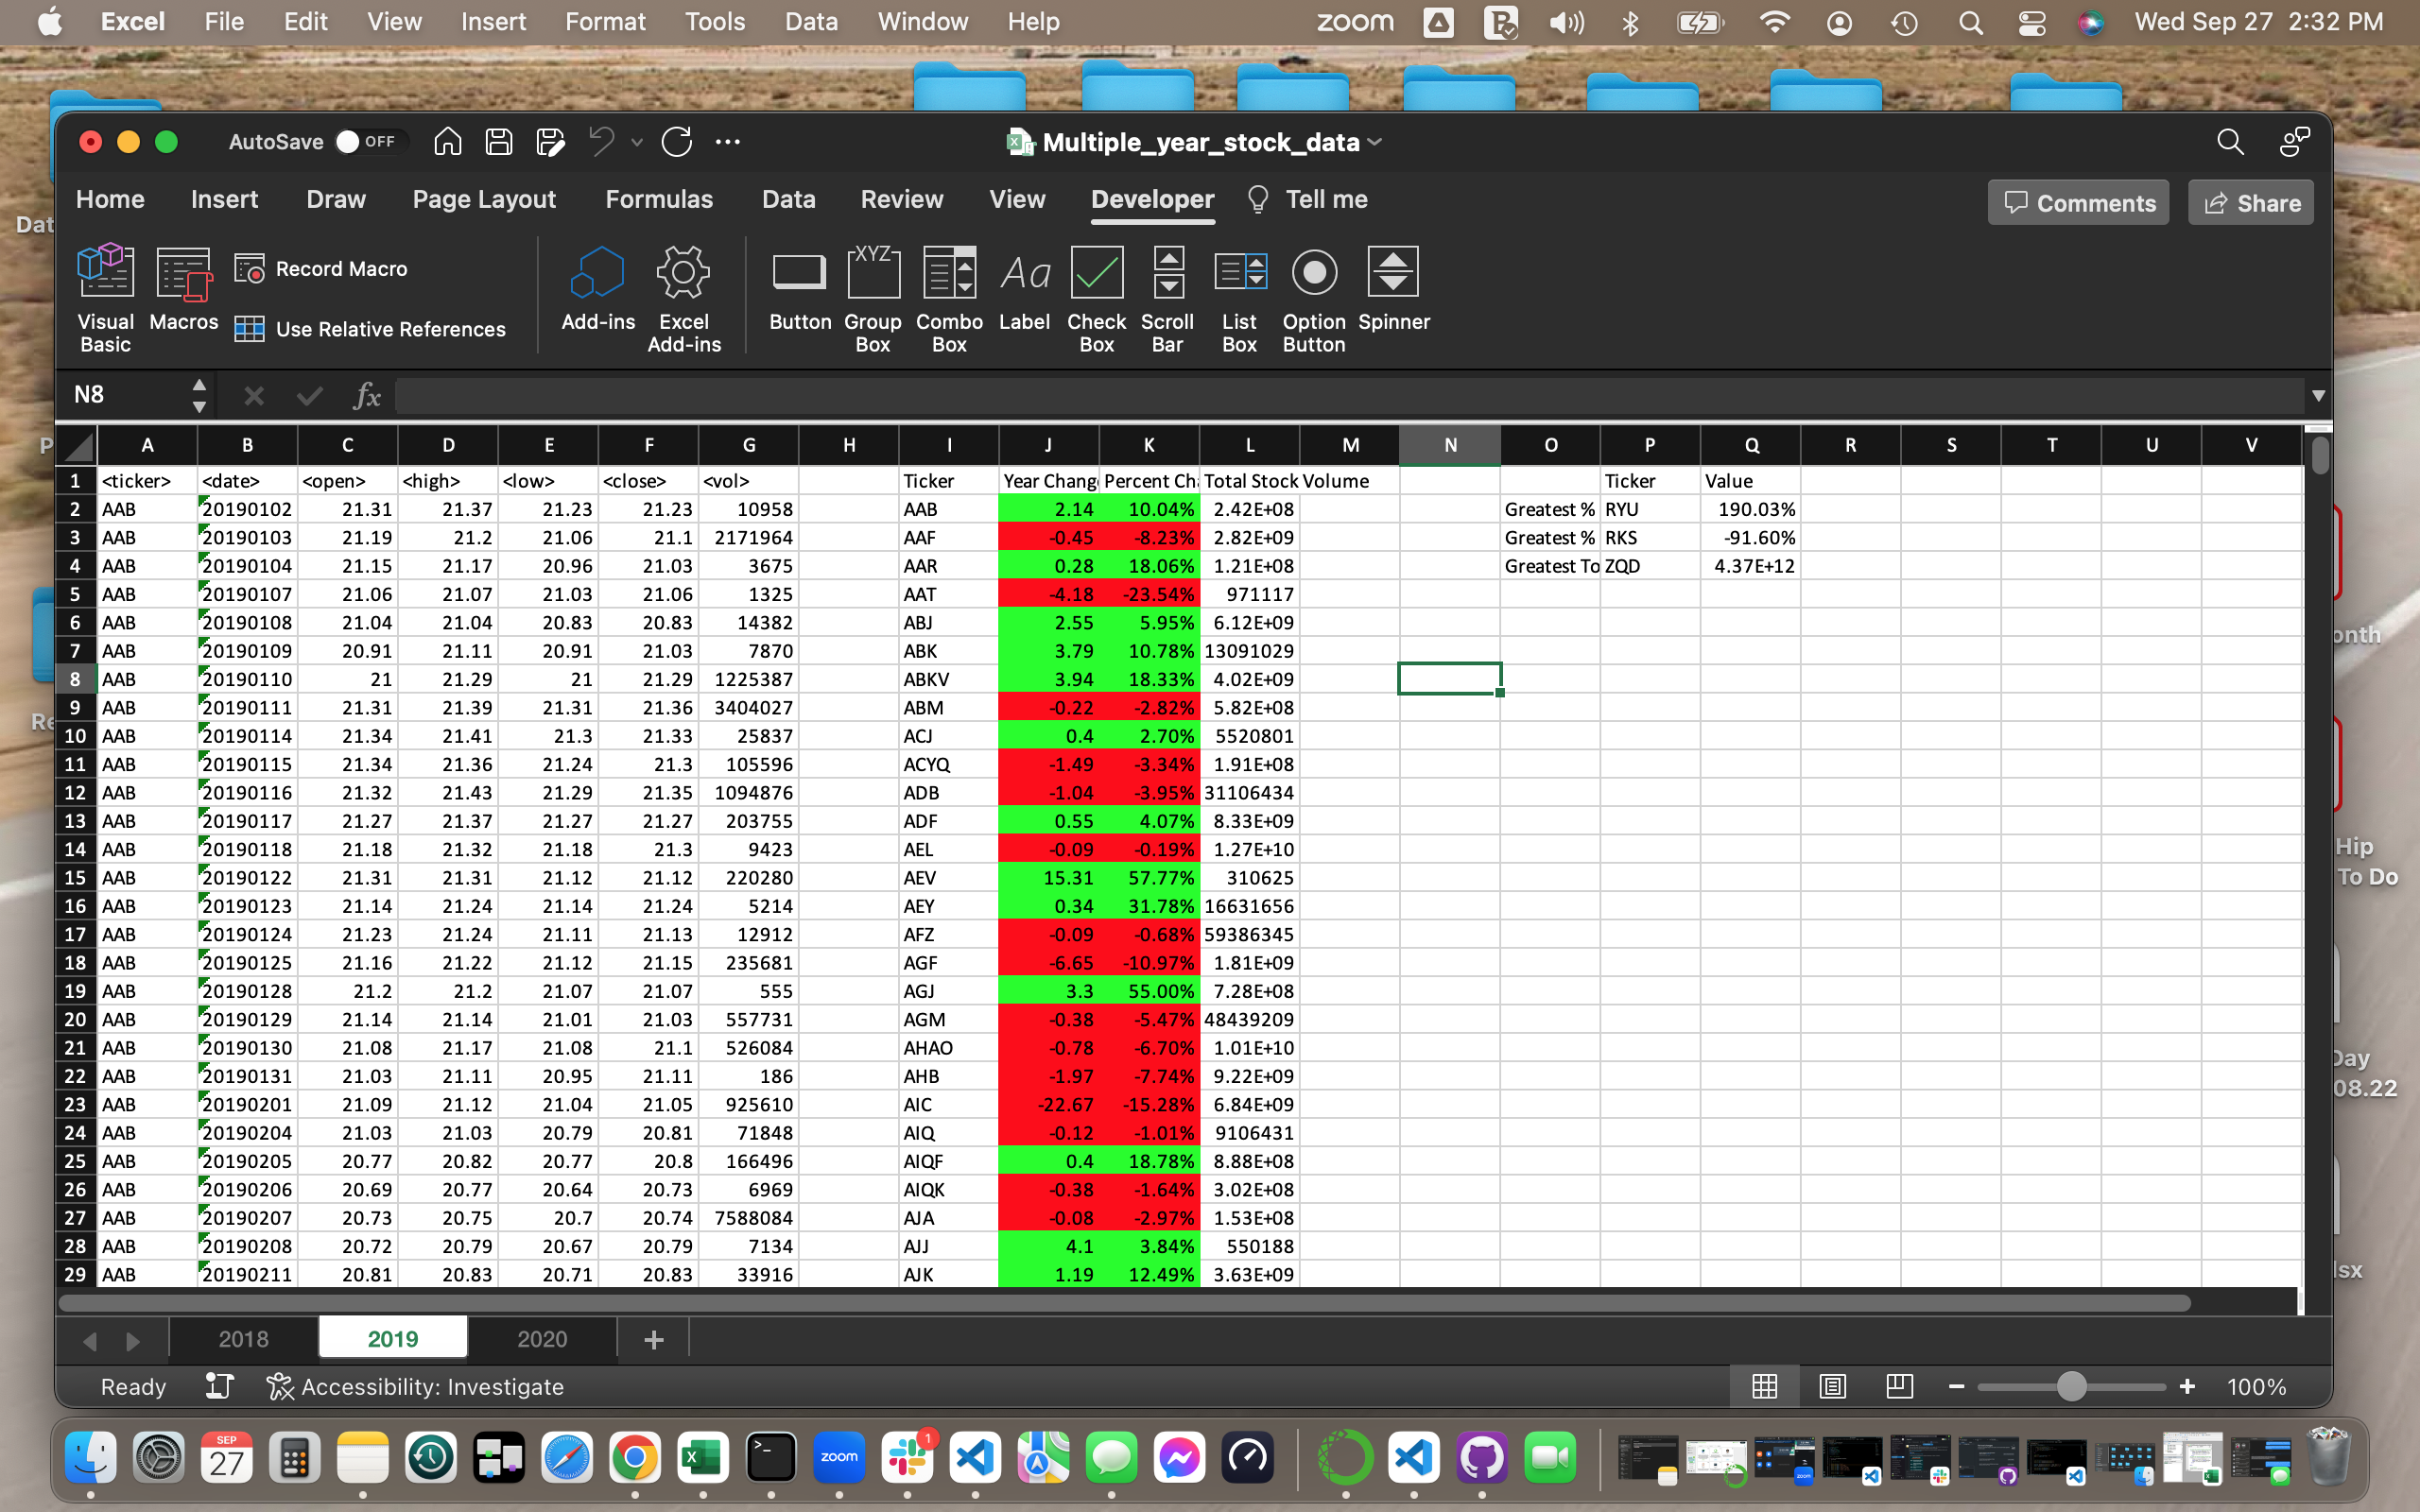 Excel File Edit View Insert Format Tools Data Window Help zoom Wed Sep 27 2:32 PM
AutoSave OFF Multiple_year_stock_data
Home Insert Draw Page Layout Formulas Data Review View Developer Tell me Comments Share
Dat
Visual Basic Macros Record Macro Use Relative References Add-ins Excel Add-ins Button XYZ Group Box Combo Box Aa Label Check Box Scroll Bar List Box Option Button Spinner
N8 fx
A B C D E F G H I J K L M N O P Q R S T U V
1 <ticker> <date> <open> <high> <low> <close> <vol> Ticker Year Chang Percent Ch Total Stock Volume Ticker Value
2 AAB 20190102 21.31 21.37 21.23 21.23 10958 AAB 2.14 10.04% 2.42E+08 Greatest % RYU 190.03%
3 AAB 20190103 21.19 21.2 21.06 21.1 2171964 AAF -0.45 -8.23% 2.82E+09 Greatest % RKS -91.60%
4 AAB 20190104 21.15 21.17 20.96 21.03 3675 AAR 0.28 18.06% 1.21E+08 Greatest To ZQD 4.37E+12
5 AAB 20190107 21.06 21.07 21.03 21.06 1325 AAT -4.18 -23.54% 971117
6 AAB 20190108 21.04 21.04 20.83 20.83 14382 ABJ 2.55 5.95% 6.12E+09
7 AAB 20190109 20.91 21.11 20.91 21.03 7870 ABK 3.79 10.78% 13091029
8 AAB 20190110 21 21.29 21 21.29 1225387 ABKV 3.94 18.33% 4.02E+09
9 AAB 20190111 21.31 21.39 21.31 21.36 3404027 ABM -0.22 -2.82% 5.82E+08
10 AAB 20190114 21.34 21.41 21.3 21.33 25837 ACJ 0.4 2.70% 5520801
11 AAB 20190115 21.34 21.36 21.24 21.3 105596 ACYQ -1.49 -3.34% 1.91E+08
12 AAB 20190116 21.32 21.43 21.29 21.35 1094876 ADB -1.04 -3.95% 31106434
13 AAB 20190117 21.27 21.37 21.27 21.27 203755 ADF 0.55 4.07% 8.33E+09
14 AAB 20190118 21.18 21.32 21.18 21.3 9423 AEL -0.09 -0.19% 1.27E+10
15 AAB 20190122 21.31 21.31 21.12 21.12 220280 AEV 15.31 57.77% 310625
16 AAB 20190123 21.14 21.24 21.14 21.24 5214 AEY 0.34 31.78% 16631656
17 AAB 20190124 21.23 21.24 21.11 21.13 12912 AFZ -0.09 -0.68% 59386345
18 AAB 20190125 21.16 21.22 21.12 21.15 235681 AGF -6.65 -10.97% 1.81E+09
19 AAB 20190128 21.2 21.2 21.07 21.07 555 AGJ 3.3 55.00% 7.28E+08
20 AAB 20190129 21.14 21.14 21.01 21.03 557731 AGM -0.38 -5.47% 48439209
21 AAB 20190130 21.08 21.17 21.08 21.1 526084 AHAO -0.78 -6.70% 1.01E+10
22 AAB 20190131 21.03 21.11 20.95 21.11 186 AHB -1.97 -7.74% 9.22E+09
23 AAB 20190201 21.09 21.12 21.04 21.05 925610 AIC -22.67 -15.28% 6.84E+09
24 AAB 20190204 21.03 21.03 20.79 20.81 71848 AIQ -0.12 -1.01% 9106431
25 AAB 20190205 20.77 20.82 20.77 20.8 166496 AIQF 0.4 18.78% 8.88E+08
26 AAB 20190206 20.69 20.77 20.64 20.73 6969 AIQK -0.38 -1.64% 3.02E+08
27 AAB 20190207 20.73 20.75 20.7 20.74 7588084 AJA -0.08 -2.97% 1.53E+08
28 AAB 20190208 20.72 20.79 20.67 20.79 7134 AJJ 4.1 3.84% 550188
29 AAB 20190211 20.81 20.83 20.71 20.83 33916 AJK 1.19 12.49% 3.63E+09
P
Re
onth
Hip
To Do
Day
08.22
lsx
2018 2019 2020 +
Ready Accessibility: Investigate 100%
SEP
27
zoom
1